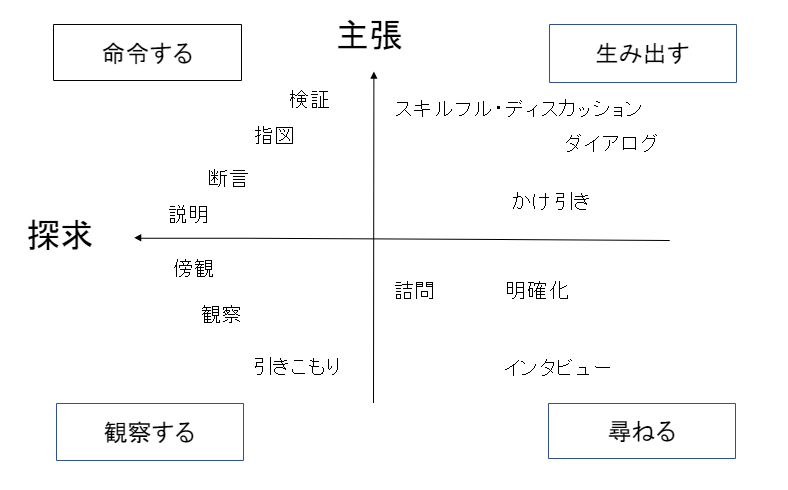 主張
命令する
生み出す
検証
スキルフル・ディスカッション
指図
ダイアログ
断言
かけ引き
説明
探求
傍観
詰問
明確化
観察
引きこもり
インタビュー
観察する
尋ねる